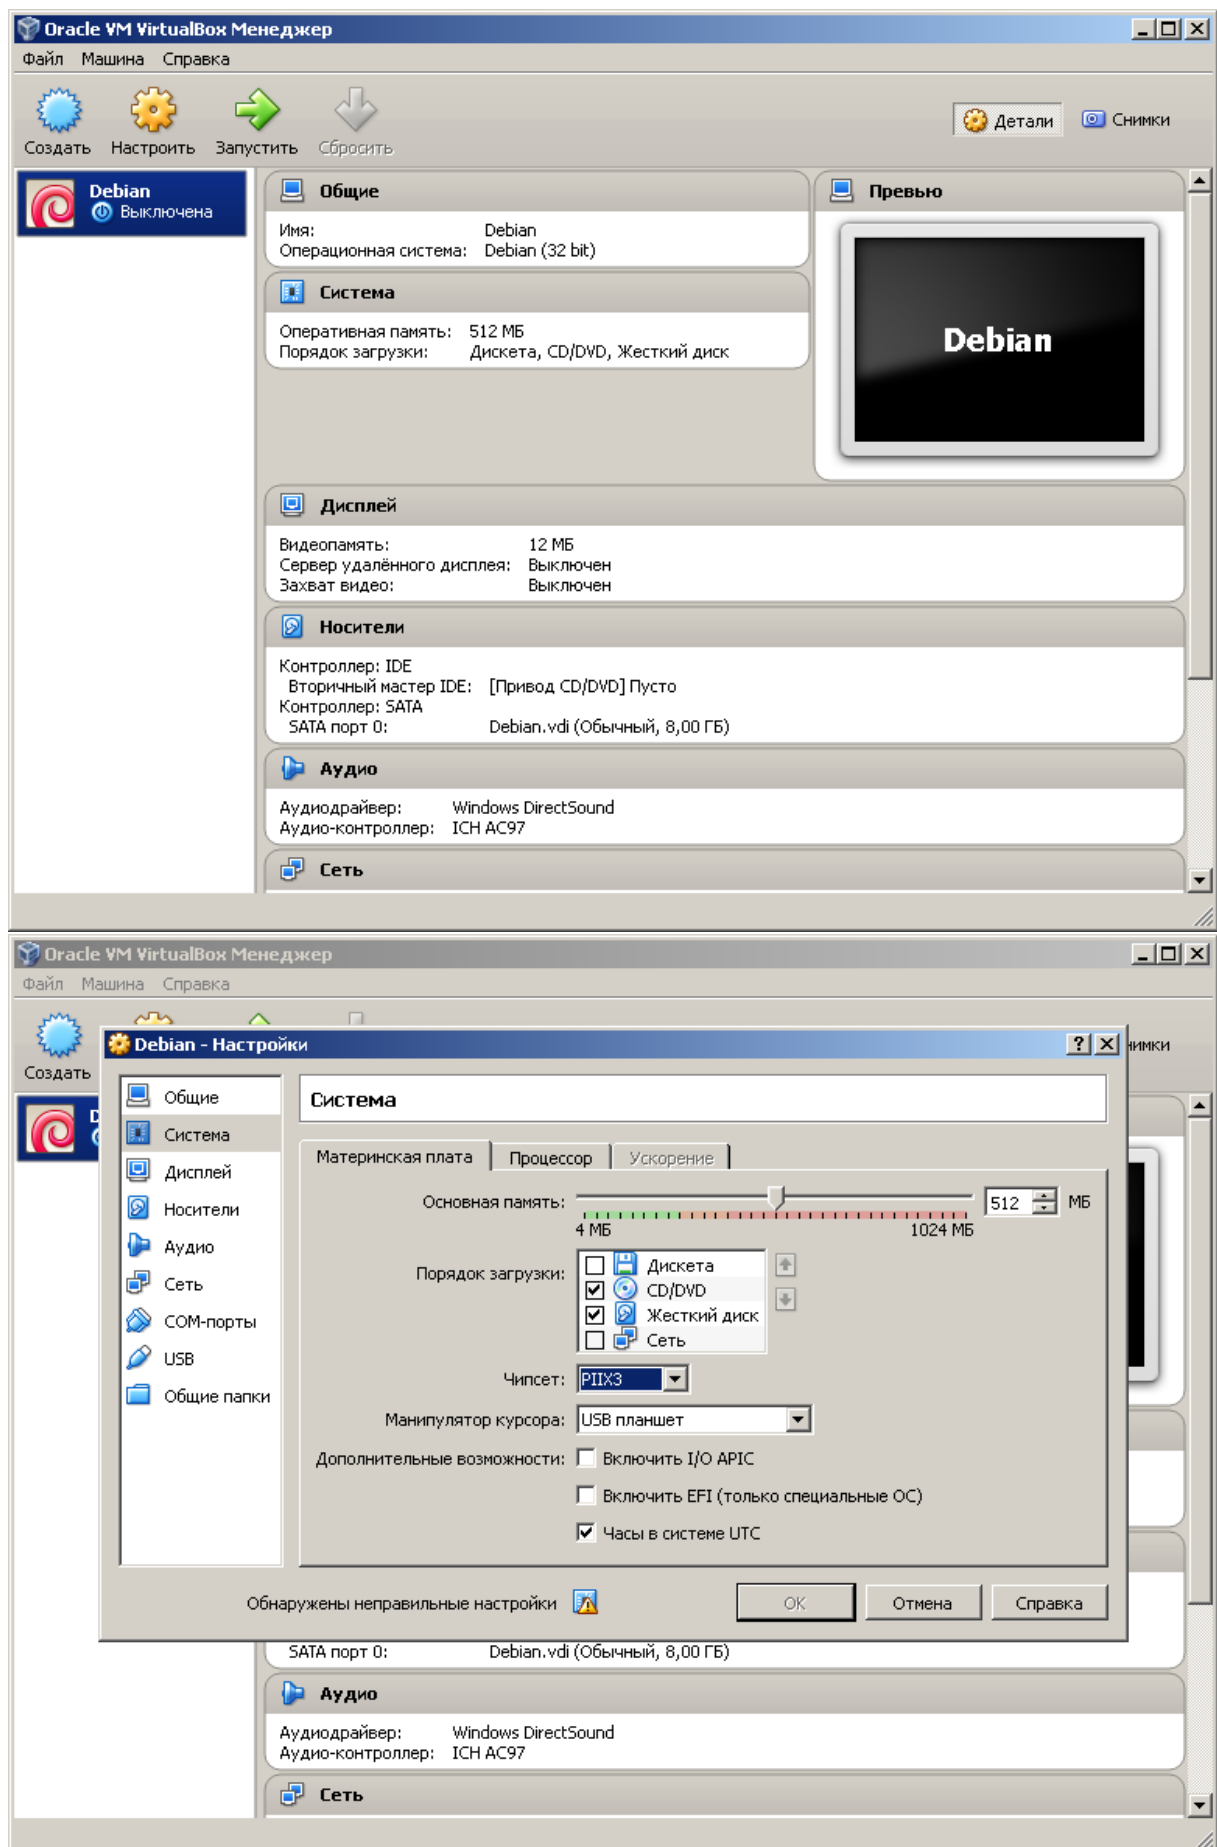 Oracle VM VirtualBox Менеджер
Файл Машина Справка
Создать Настроить Запустить Сбросить
Детали Снимки
Debian
Выключена
Общие
Имя: Debian
Операционная система: Debian (32 bit)
Система
Оперативная память: 512 МБ
Порядок загрузки: Дискета, CD/DVD, Жесткий диск
Превью
Debian
Дисплей
Видеопамять: 12 МБ
Сервер удалённого дисплея: Выключен
Захват видео: Выключен
Носители
Контроллер: IDE
Вторичный мастер IDE: [Привод CD/DVD] Пусто
Контроллер: SATA
SATA порт 0: Debian.vdi (Обычный, 8,00 ГБ)
Аудио
Аудиодрайвер: Windows DirectSound
Аудио-контроллер: ICH AC97
Сеть
Oracle VM VirtualBox Менеджер
Файл Машина Справка
Создать
нимки
Debian - Настройки
Общие
Система
Дисплей
Носители
Аудио
Сеть
COM-порты
USB
Общие папки
Система
Материнская плата Процессор Ускорение
Основная память: 512 МБ
4 МБ 1024 МБ
Порядок загрузки:
Дискета
CD/DVD
Жесткий диск
Сеть
Чипсет: PIIX3
Манипулятор курсора: USB планшет
Дополнительные возможности: Включить I/O APIC
Включить EFI (только специальные ОС)
Часы в системе UTC
Обнаружены неправильные настройки
OK Отмена Справка
SATA порт 0: Debian.vdi (Обычный, 8,00 ГБ)
Аудио
Аудиодрайвер: Windows DirectSound
Аудио-контроллер: ICH AC97
Сеть